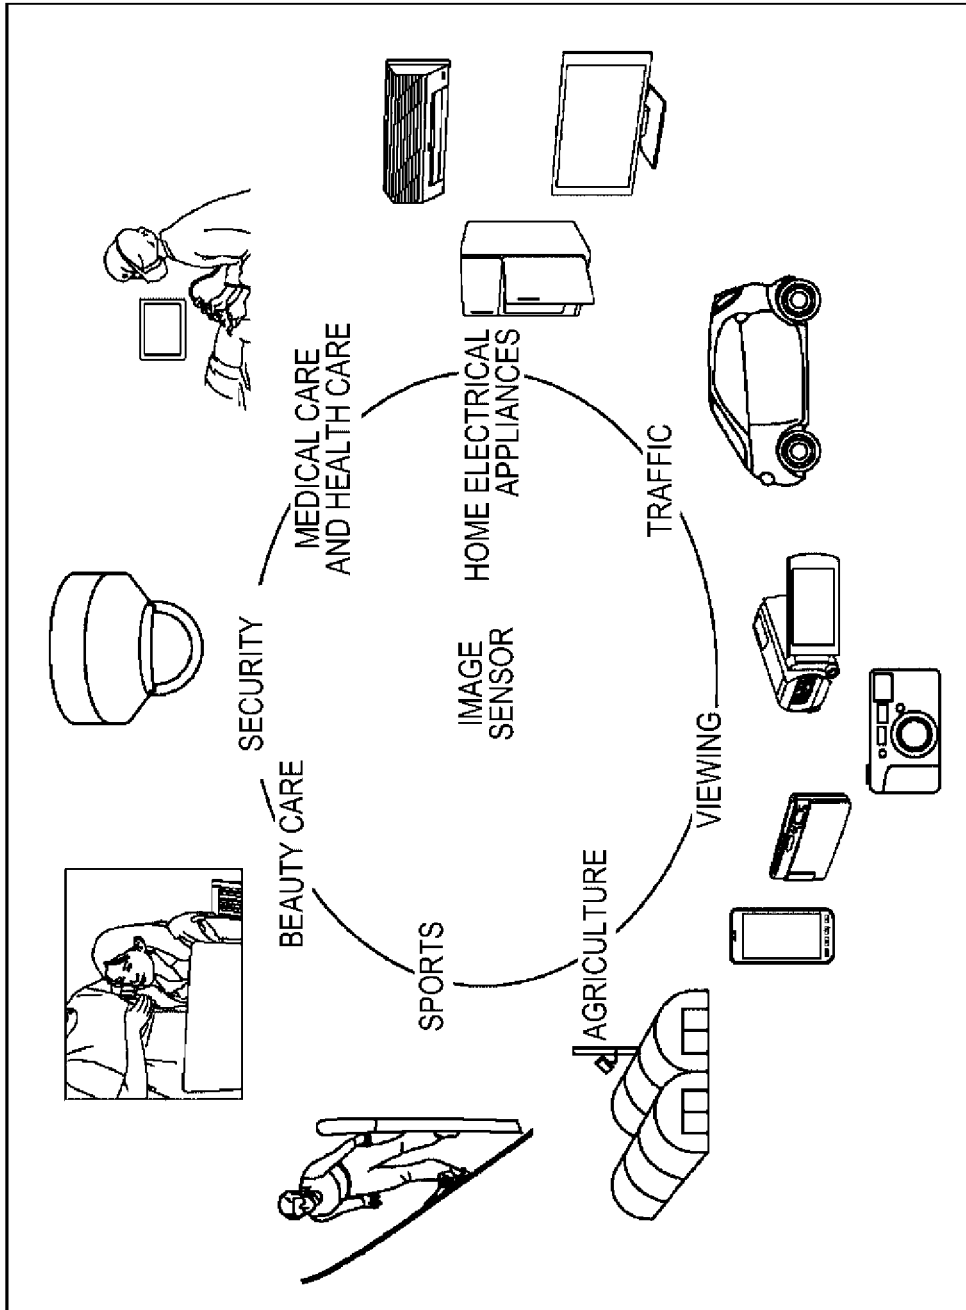 SECURITY
BEAUTY CARE
MEDICAL CARE
AND HEALTH CARE
SPORTS
IMAGE
SENSOR
HOME ELECTRICAL
APPLIANCES
AGRICULTURE
TRAFFIC
VIEWING